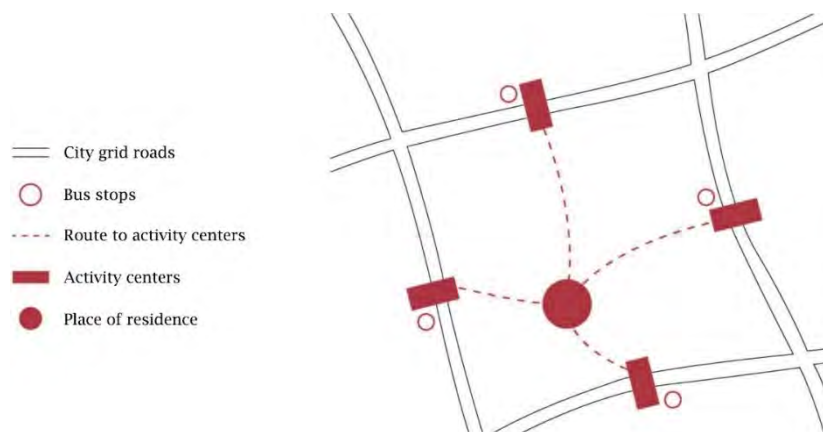 City grid roads
Bus stops
Route to activity centers
Activity centers
Place of residence